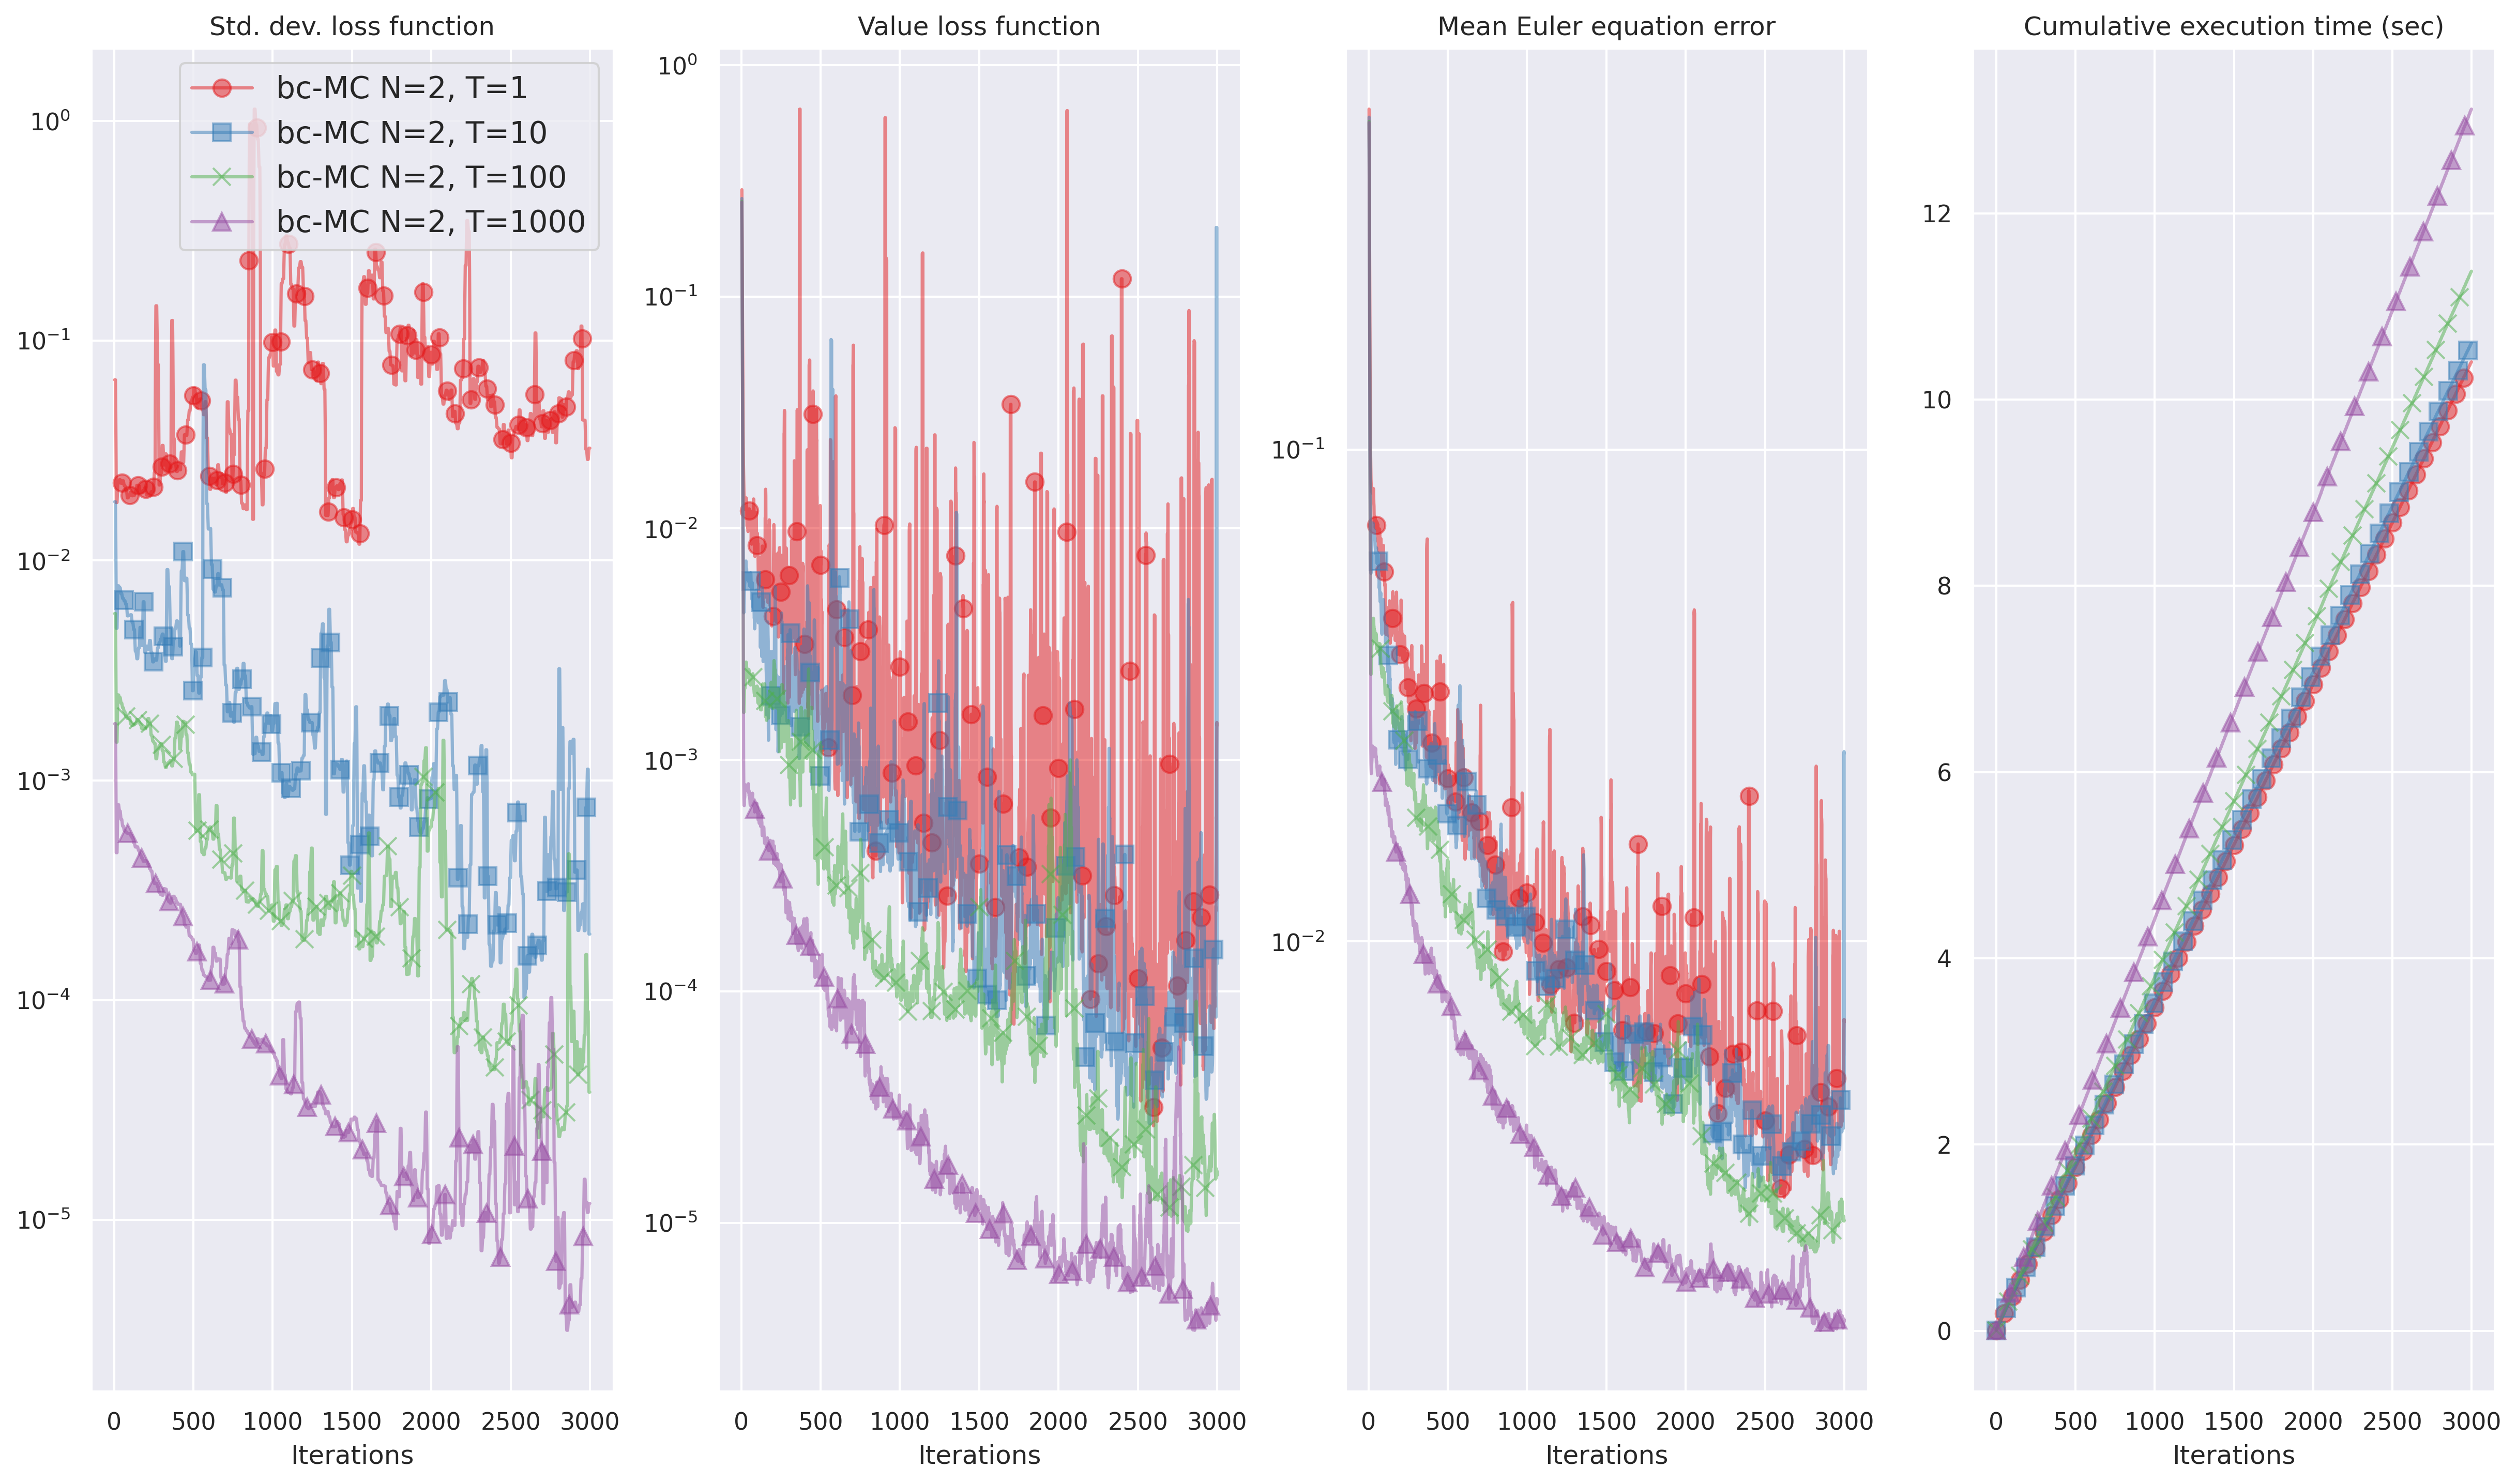 Std. dev. loss function
Value loss function
Mean Euler equation error
Cumulative execution time (sec)
bc-MC N=2, T=1
bc-MC N=2, T=10
bc-MC N=2, T=100
bc-MC N=2, T=1000
10⁰
10⁻¹
10⁻²
10⁻³
10⁻⁴
10⁻⁵
0 500 1000 1500 2000 2500 3000
Iterations
10⁰
10⁻¹
10⁻²
10⁻³
10⁻⁴
10⁻⁵
0 500 1000 1500 2000 2500 3000
Iterations
10⁻¹
10⁻²
0 500 1000 1500 2000 2500 3000
Iterations
12
10
8
6
4
2
0
0 500 1000 1500 2000 2500 3000
Iterations